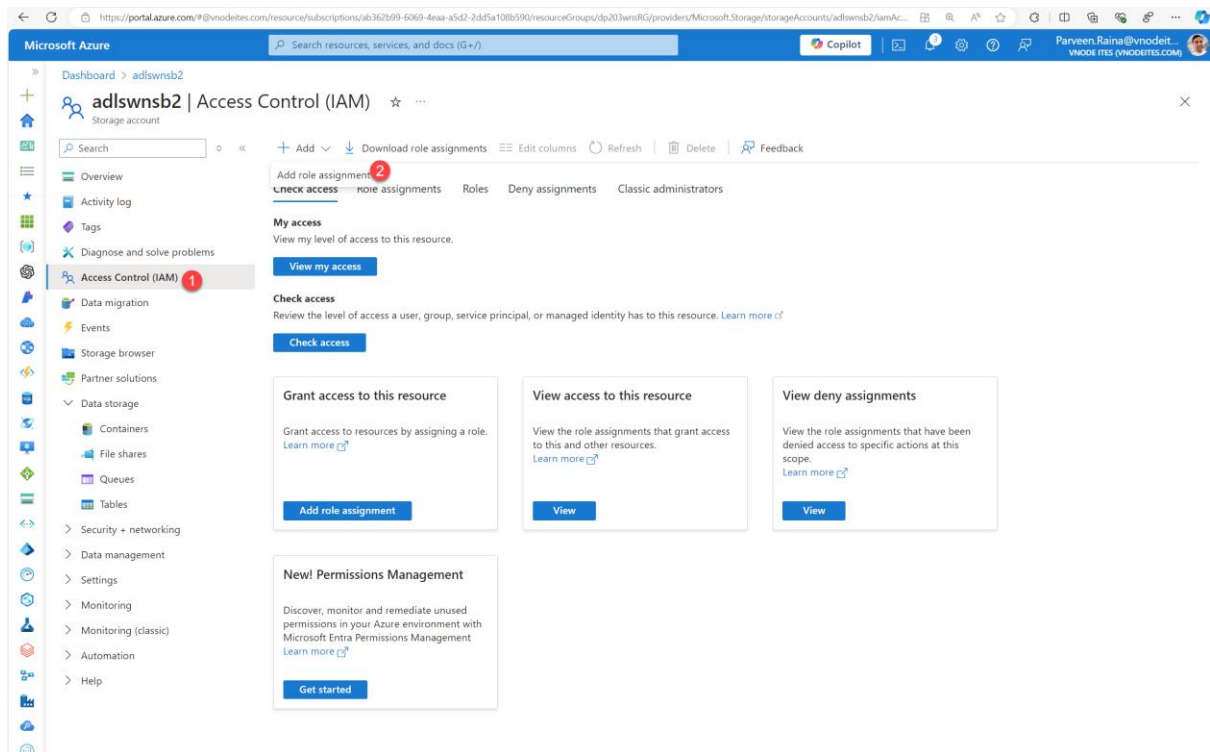 https://portal.azure.com/#@vnodeites.com/resource/subscriptions/ab362b99-6069-4eaa-a5d2-2dd5a108b590/resourceGroups/dp203wnsRG/providers/Microsoft.Storage/storageAccounts/adlswnsb2/iamAc...
Microsoft Azure
Search resources, services, and docs (G+/)
Copilot
3
Parveen.Raina@vnodeit...
VNODE ITES (VNODEITES.COM)
Dashboard > adlswnsb2
adlswnsb2 | Access Control (IAM)
Storage account
Search
+ Add
Download role assignments
Edit columns
Refresh
Delete
Feedback
Add role assignment
2
Check access
Role assignments
Roles
Deny assignments
Classic administrators
Overview
Activity log
Tags
Diagnose and solve problems
Access Control (IAM)
1
Data migration
Events
Storage browser
Partner solutions
Data storage
Containers
File shares
Queues
Tables
Security + networking
Data management
Settings
Monitoring
Monitoring (classic)
Automation
Help
My access
View my level of access to this resource.
View my access
Check access
Review the level of access a user, group, service principal, or managed identity has to this resource. Learn more
Check access
Grant access to this resource
Grant access to resources by assigning a role.
Learn more
Add role assignment
View access to this resource
View the role assignments that grant access
to this and other resources.
Learn more
View
View deny assignments
View the role assignments that have been
denied access to specific actions at this
scope.
Learn more
View
New! Permissions Management
Discover, monitor and remediate unused
permissions in your Azure environment with
Microsoft Entra Permissions Management
Learn more
Get started